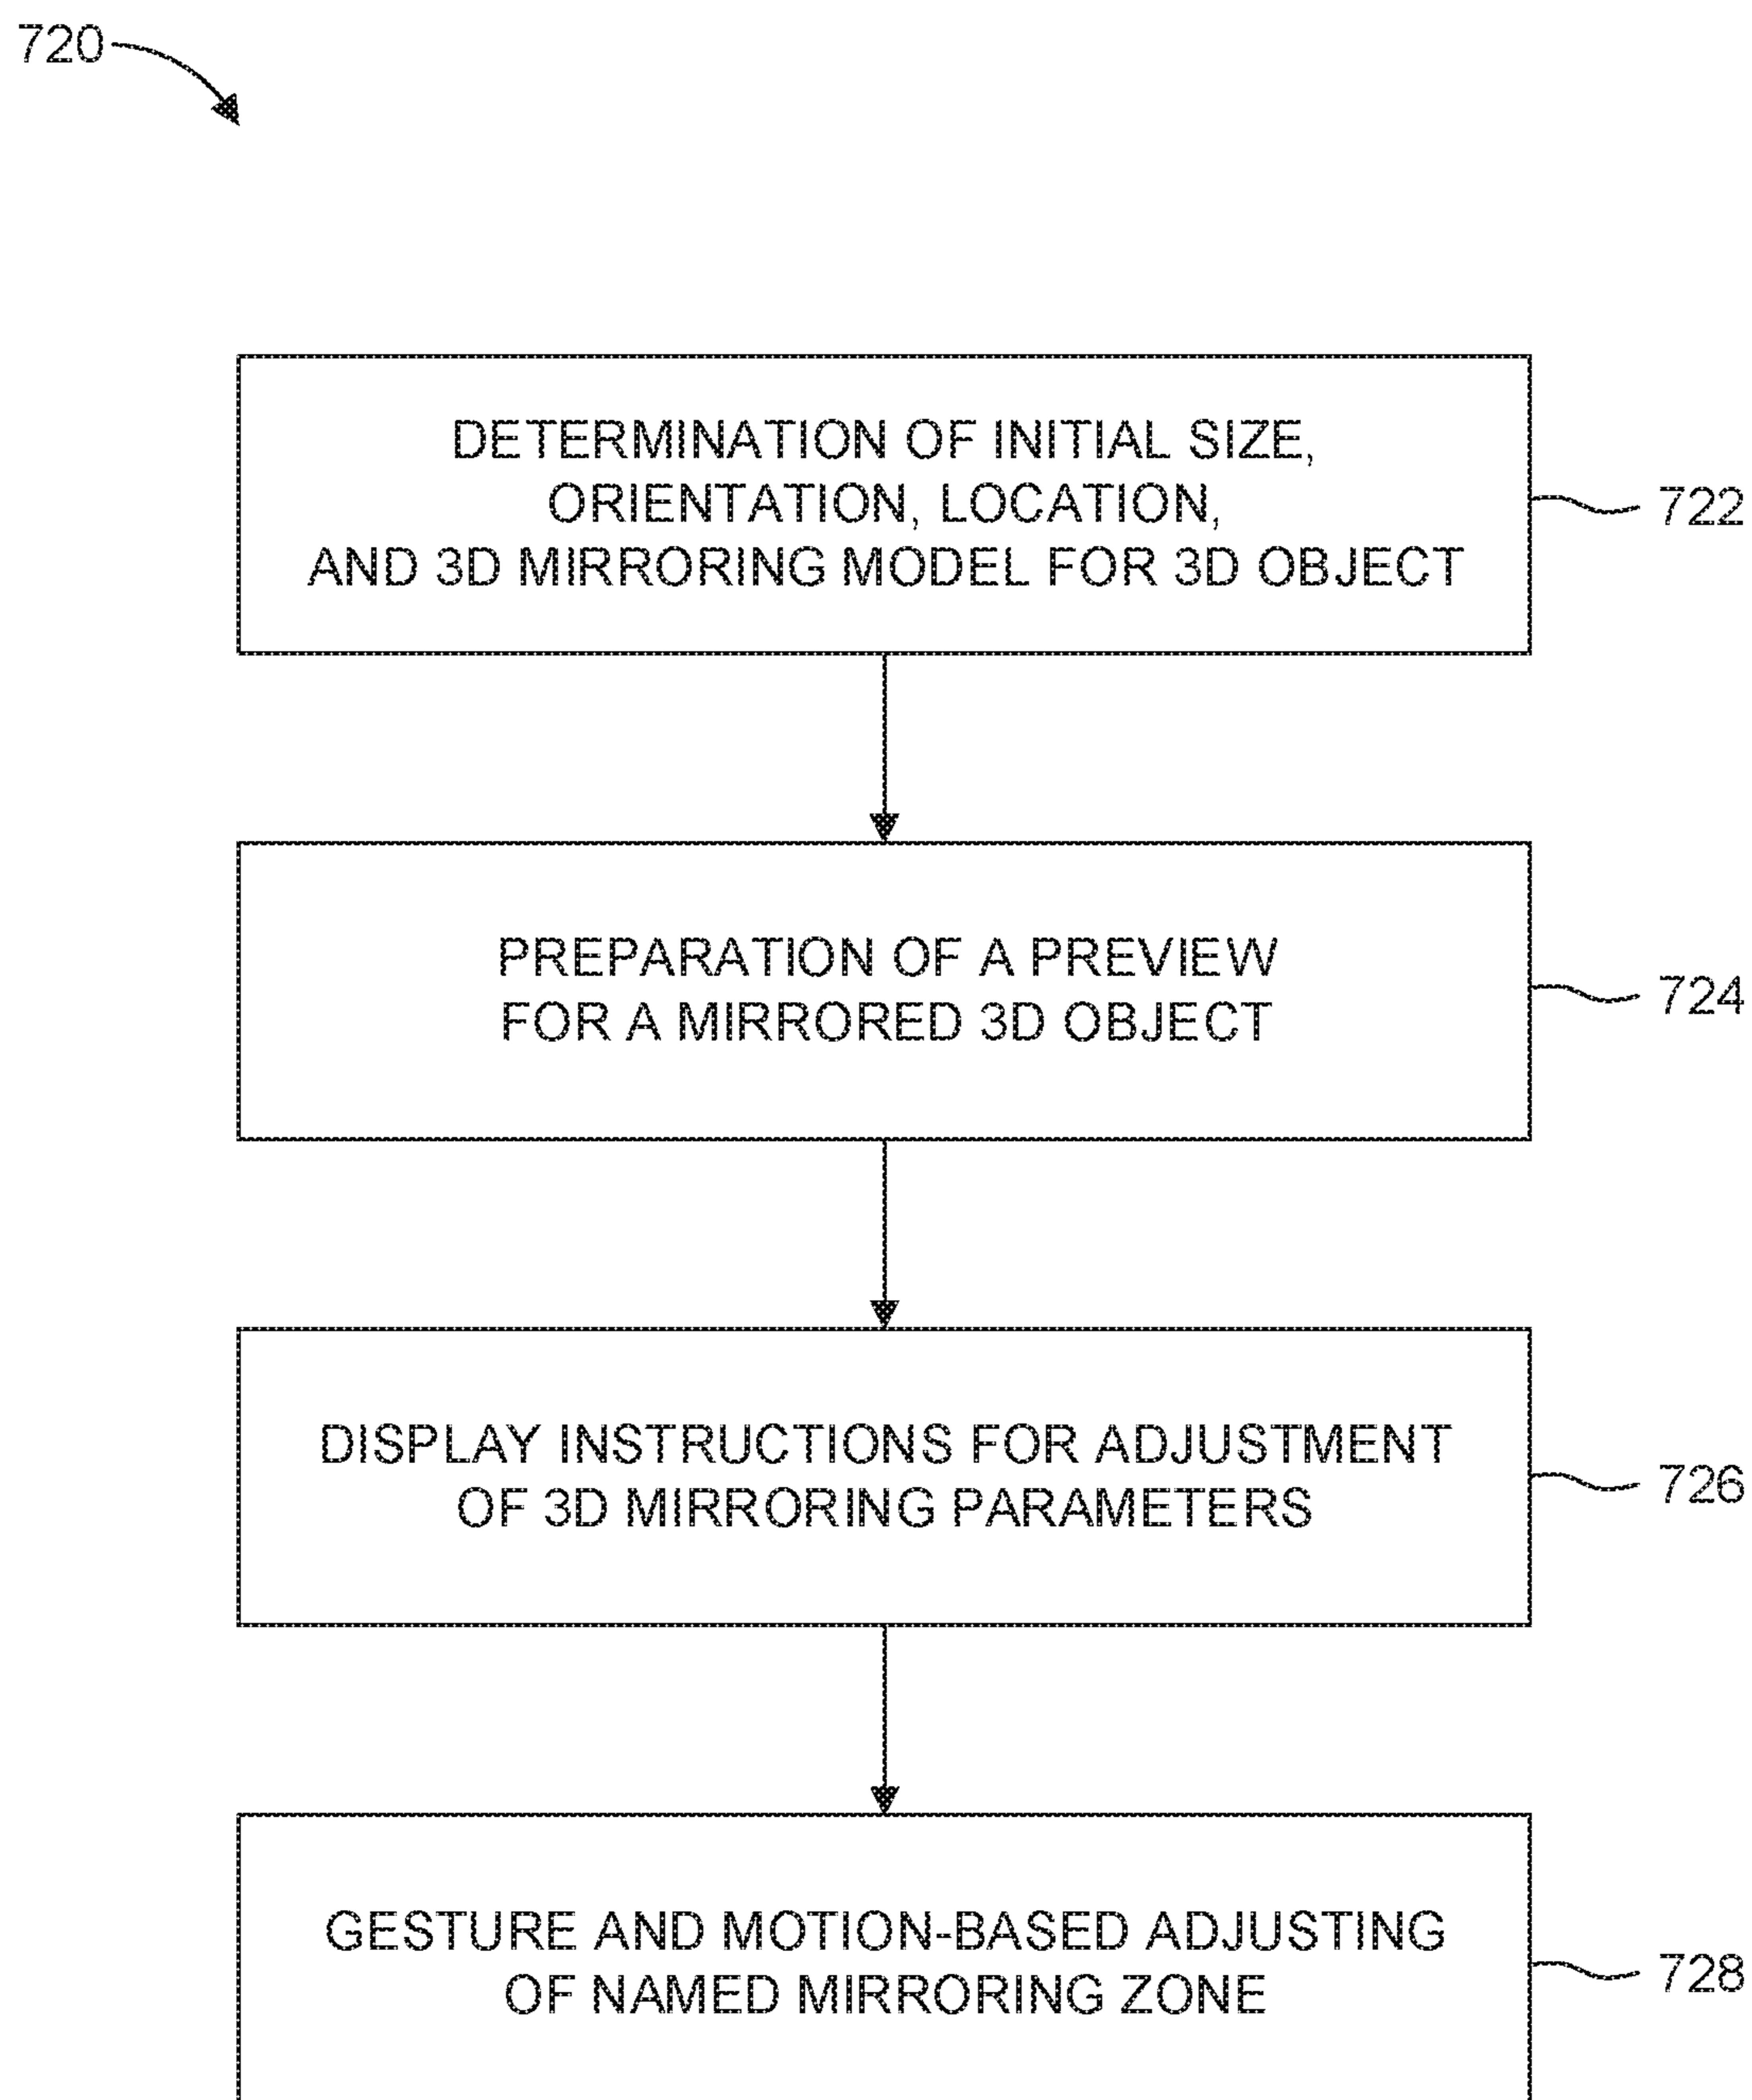 720
DETERMINATION OF INITIAL SIZE,
ORIENTATION, LOCATION,
AND 3D MIRRORING MODEL FOR 3D OBJECT
722
PREPARATION OF A PREVIEW
FOR A MIRRORED 3D OBJECT
724
DISPLAY INSTRUCTIONS FOR ADJUSTMENT
OF 3D MIRRORING PARAMETERS
726
GESTURE AND MOTION-BASED ADJUSTING
OF NAMED MIRRORING ZONE
728